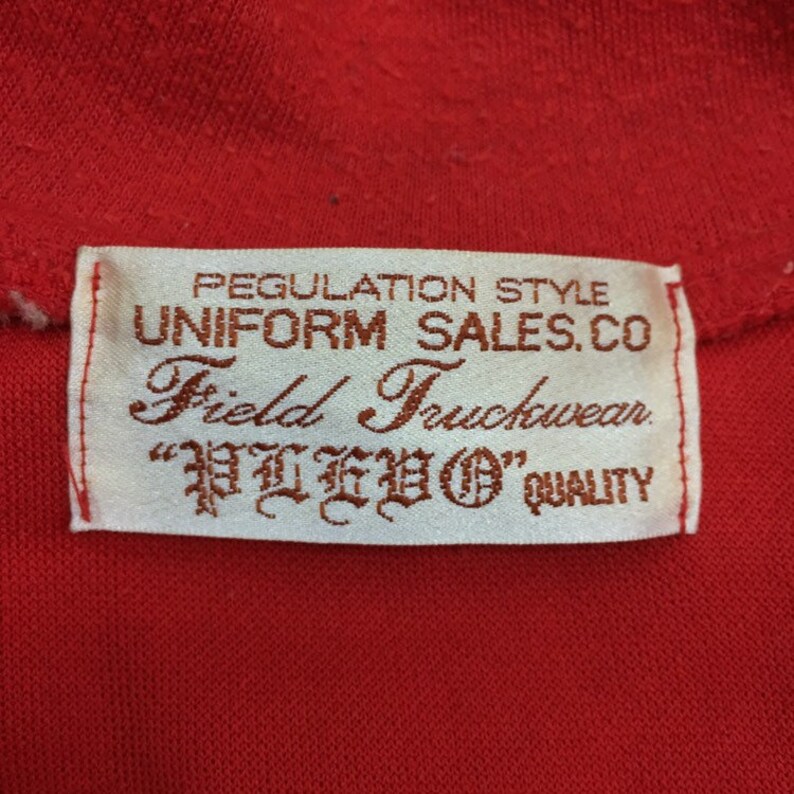 PEGULATION STYLE
UNIFORM SALES. CO
Field Truckwear.
"PLEVO" QUALITY